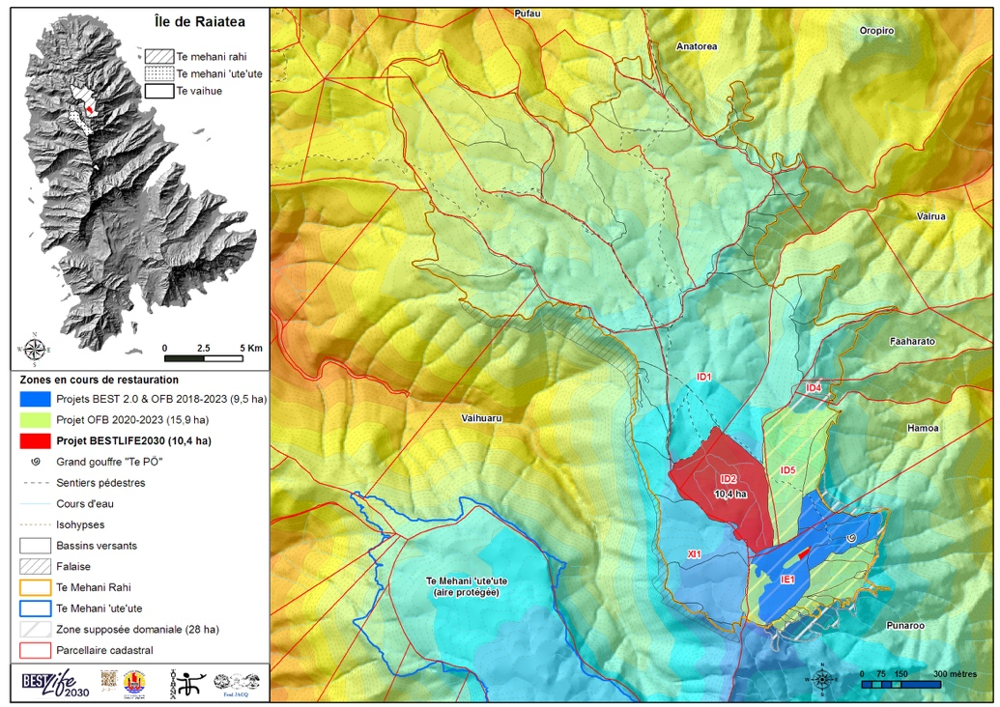 Île de Raiatea
Te mehani rahi
Te mehani 'ute'ute
Te vaihue
N
W
E
S
0 2.5 5 Km
Zones en cours de restauration
Projets BEST 2.0 & OFB 2018-2023 (9,5 ha)
Projet OFB 2020-2023 (15,9 ha)
Projet BESTLIFE2030 (10,4 ha)
Grand gouffre "Te PÖ"
Sentiers pédestres
Cours d'eau
Isohypses
Bassins versants
Falaise
Te Mehani Rahi
Te Mehani 'ute'ute
Zone supposée domaniale (28 ha)
Parcellaire cadastral
BEST Life 2030
Fred JACQ
Pufau
Anatorea
Oropiro
Vairua
Faaharato
ID1
ID4
Vaihuaru
Hamoa
ID5
ID2
10,4 ha
XI1
IE1
Te Mehani 'ute'ute
(aire protégée)
Punaroo
N
W
E
S
0 75 150 300 mètres